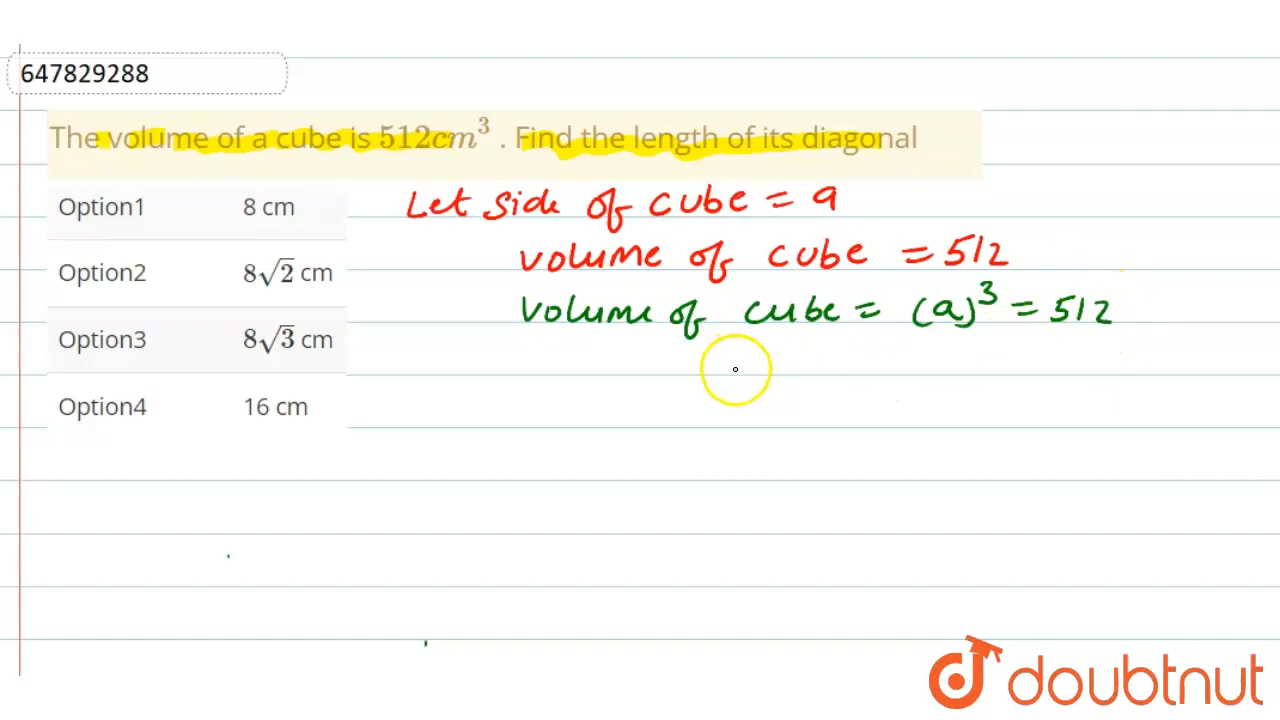 647829288
The volume of a cube is 512cm³ . Find the length of its diagonal
Option1 8 cm
Option2 8√2 cm
Option3 8√3 cm
Option4 16 cm
Let side of cube = a
volume of cube = 512
volume of cube = (a)³ = 512
doubtnut